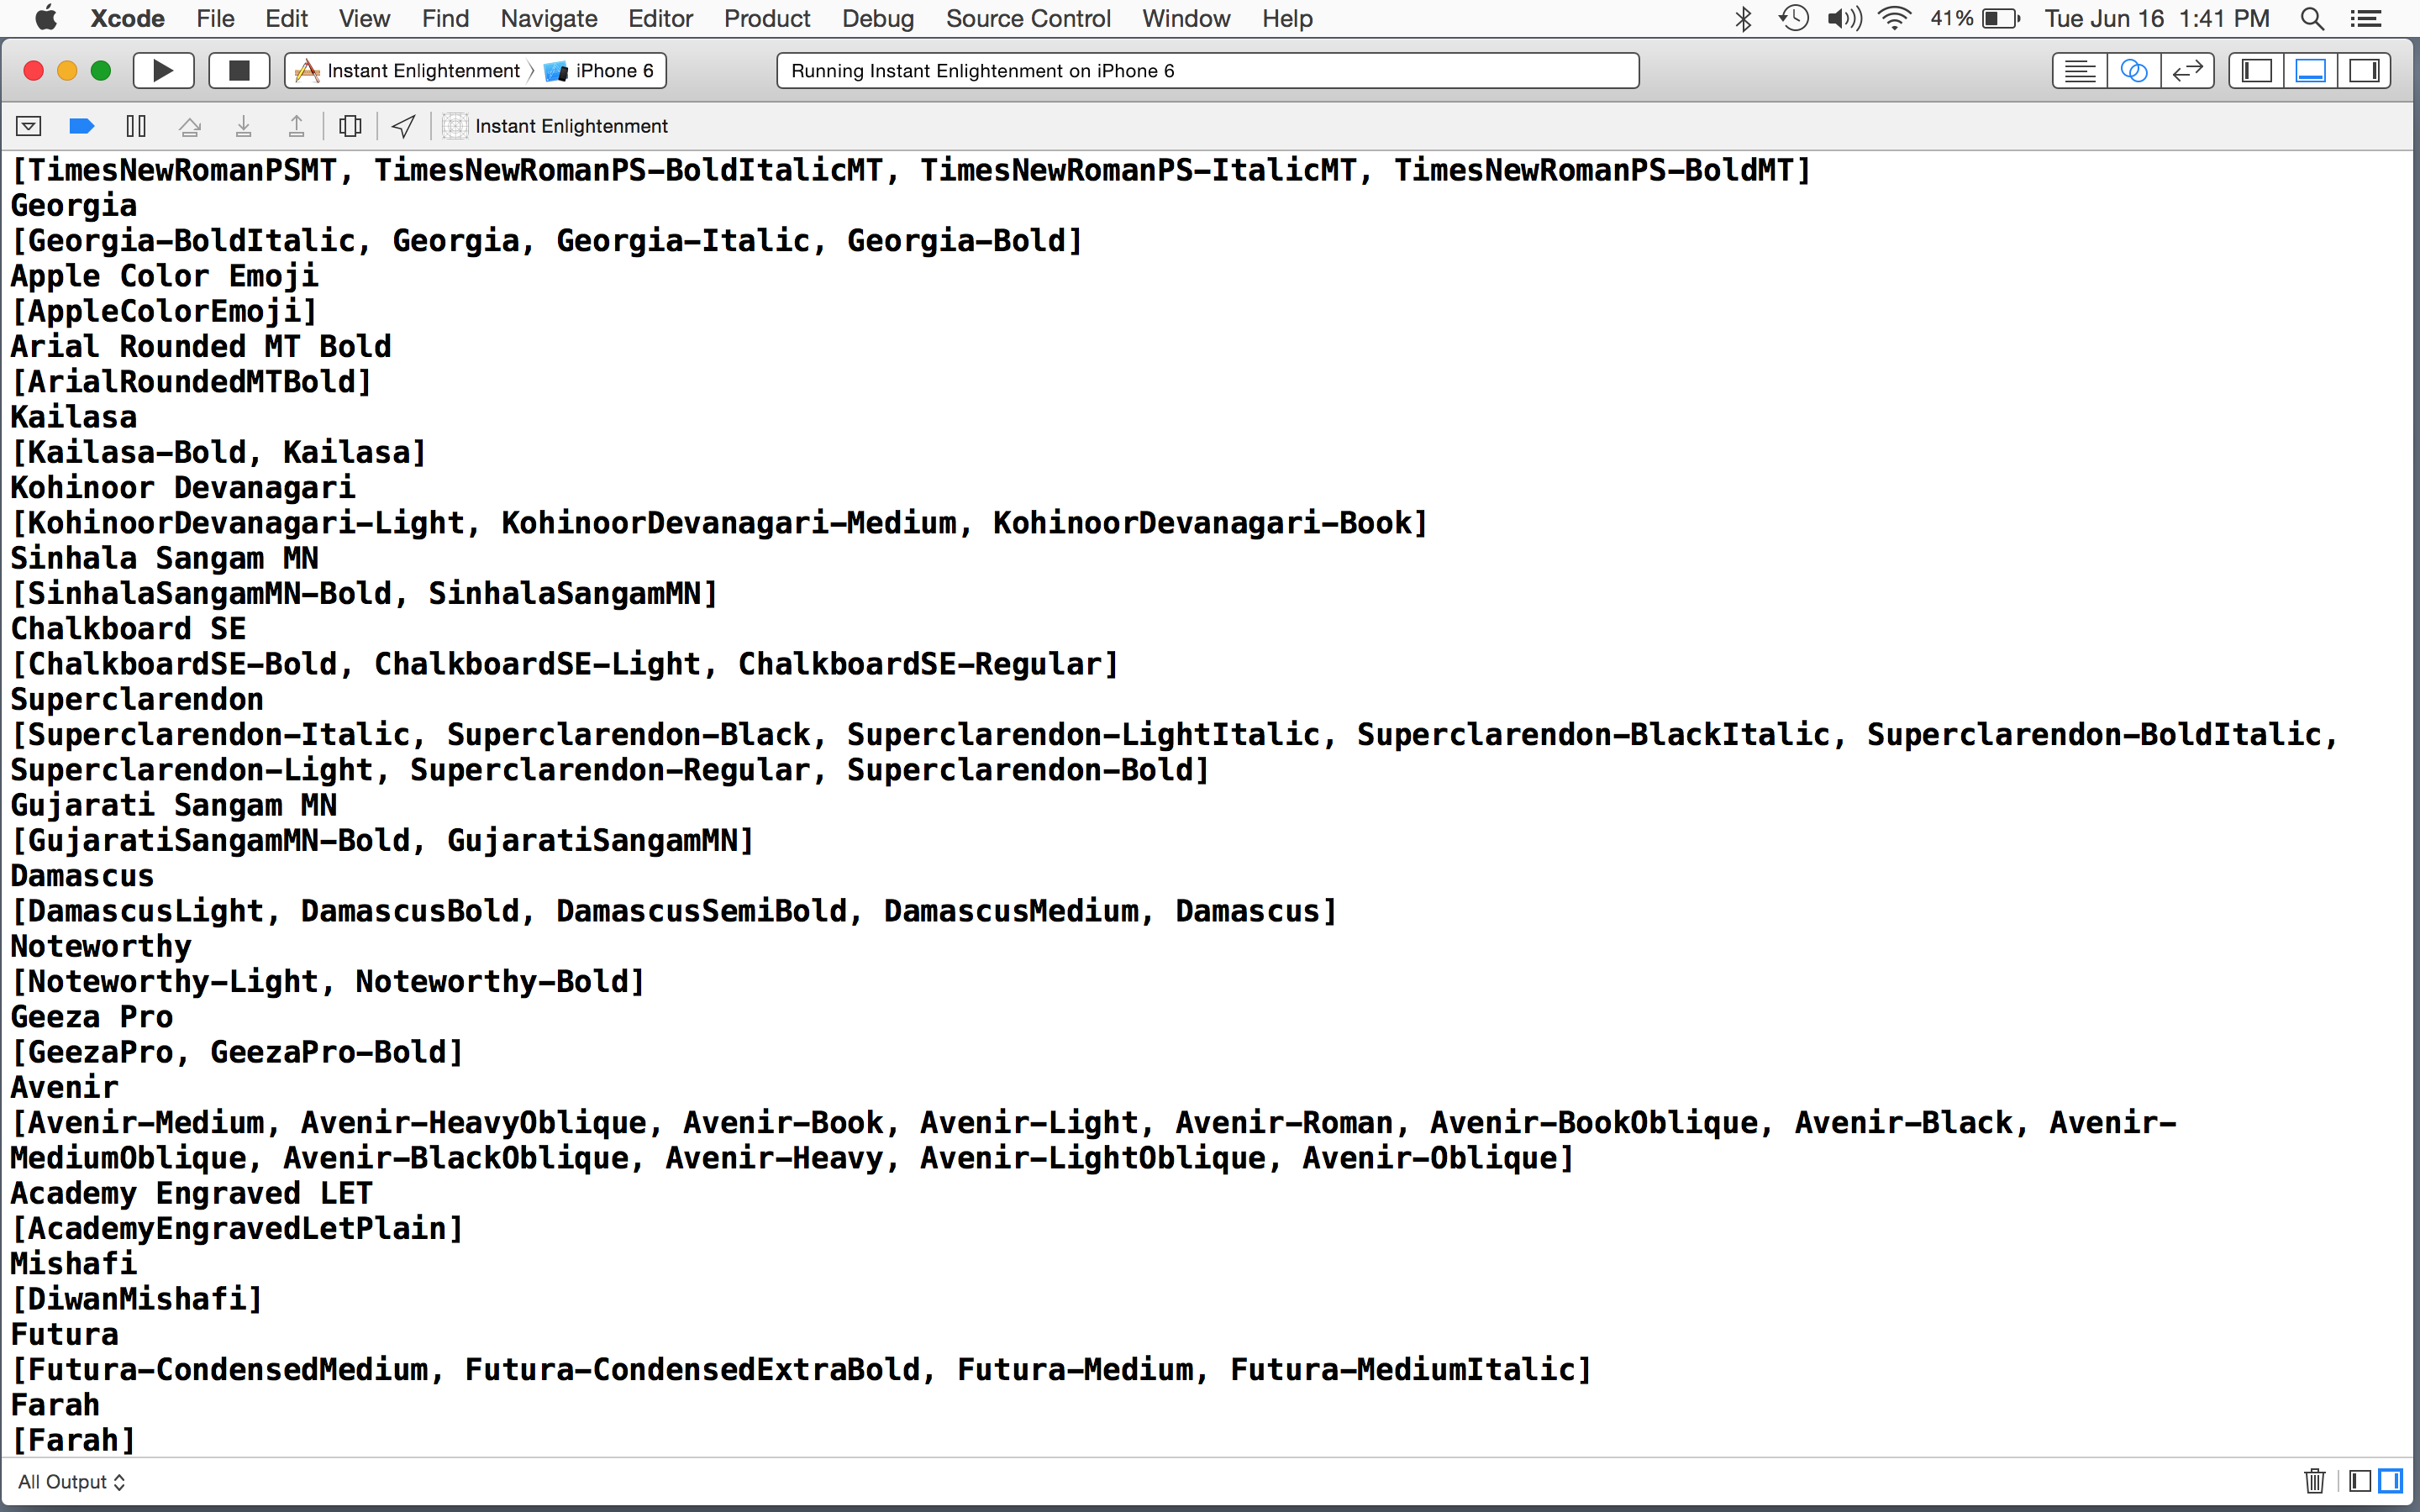 Xcode File Edit View Find Navigate Editor Product Debug Source Control Window Help 41% Tue Jun 16 1:41 PM
Instant Enlightenment iPhone 6 Running Instant Enlightenment on iPhone 6
Instant Enlightenment
[TimesNewRomanPSMT, TimesNewRomanPS-BoldItalicMT, TimesNewRomanPS-ItalicMT, TimesNewRomanPS-BoldMT]
Georgia
[Georgia-BoldItalic, Georgia, Georgia-Italic, Georgia-Bold]
Apple Color Emoji
[AppleColorEmoji]
Arial Rounded MT Bold
[ArialRoundedMTBold]
Kailasa
[Kailasa-Bold, Kailasa]
Kohinoor Devanagari
[KohinoorDevanagari-Light, KohinoorDevanagari-Medium, KohinoorDevanagari-Book]
Sinhala Sangam MN
[SinhalaSangamMN-Bold, SinhalaSangamMN]
Chalkboard SE
[ChalkboardSE-Bold, ChalkboardSE-Light, ChalkboardSE-Regular]
Superclarendon
[Superclarendon-Italic, Superclarendon-Black, Superclarendon-LightItalic, Superclarendon-BlackItalic, Superclarendon-BoldItalic,
Superclarendon-Light, Superclarendon-Regular, Superclarendon-Bold]
Gujarati Sangam MN
[GujaratiSangamMN-Bold, GujaratiSangamMN]
Damascus
[DamascusLight, DamascusBold, DamascusSemiBold, DamascusMedium, Damascus]
Noteworthy
[Noteworthy-Light, Noteworthy-Bold]
Geeza Pro
[GeezaPro, GeezaPro-Bold]
Avenir
[Avenir-Medium, Avenir-HeavyOblique, Avenir-Book, Avenir-Light, Avenir-Roman, Avenir-BookOblique, Avenir-Black, Avenir-
MediumOblique, Avenir-BlackOblique, Avenir-Heavy, Avenir-LightOblique, Avenir-Oblique]
Academy Engraved LET
[AcademyEngravedLetPlain]
Mishafi
[DiwanMishafi]
Futura
[Futura-CondensedMedium, Futura-CondensedExtraBold, Futura-Medium, Futura-MediumItalic]
Farah
[Farah]
All Output